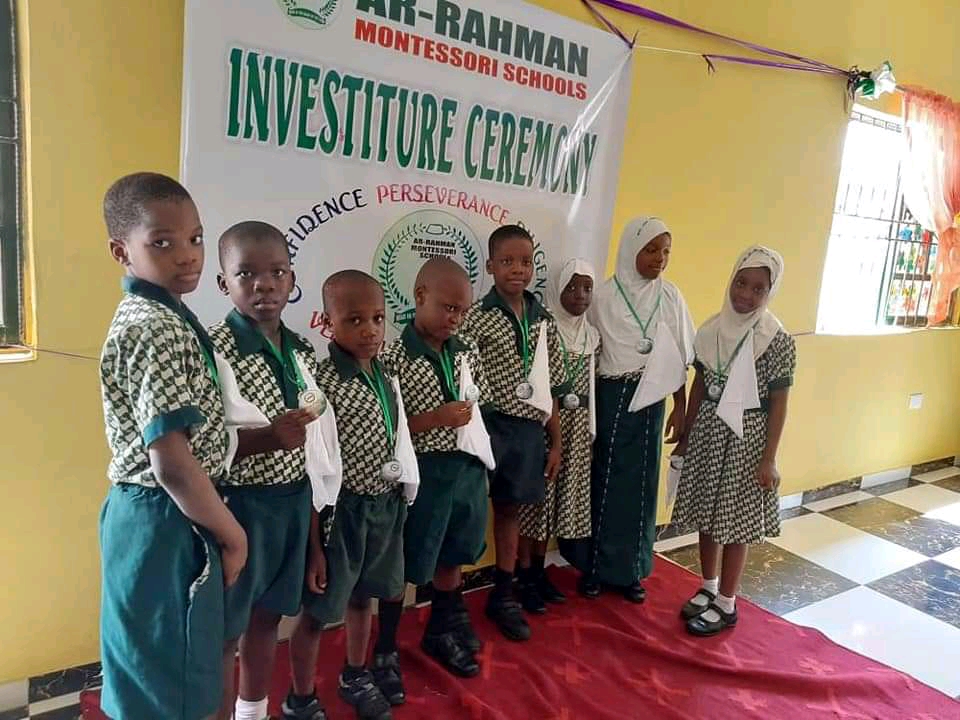 AR-RAHMAN
MONTESSORI SCHOOLS
INVESTITURE CEREMONY
PERSEVERANCE
AR-RAHMAN
MONTESSORI
SCHOOLS